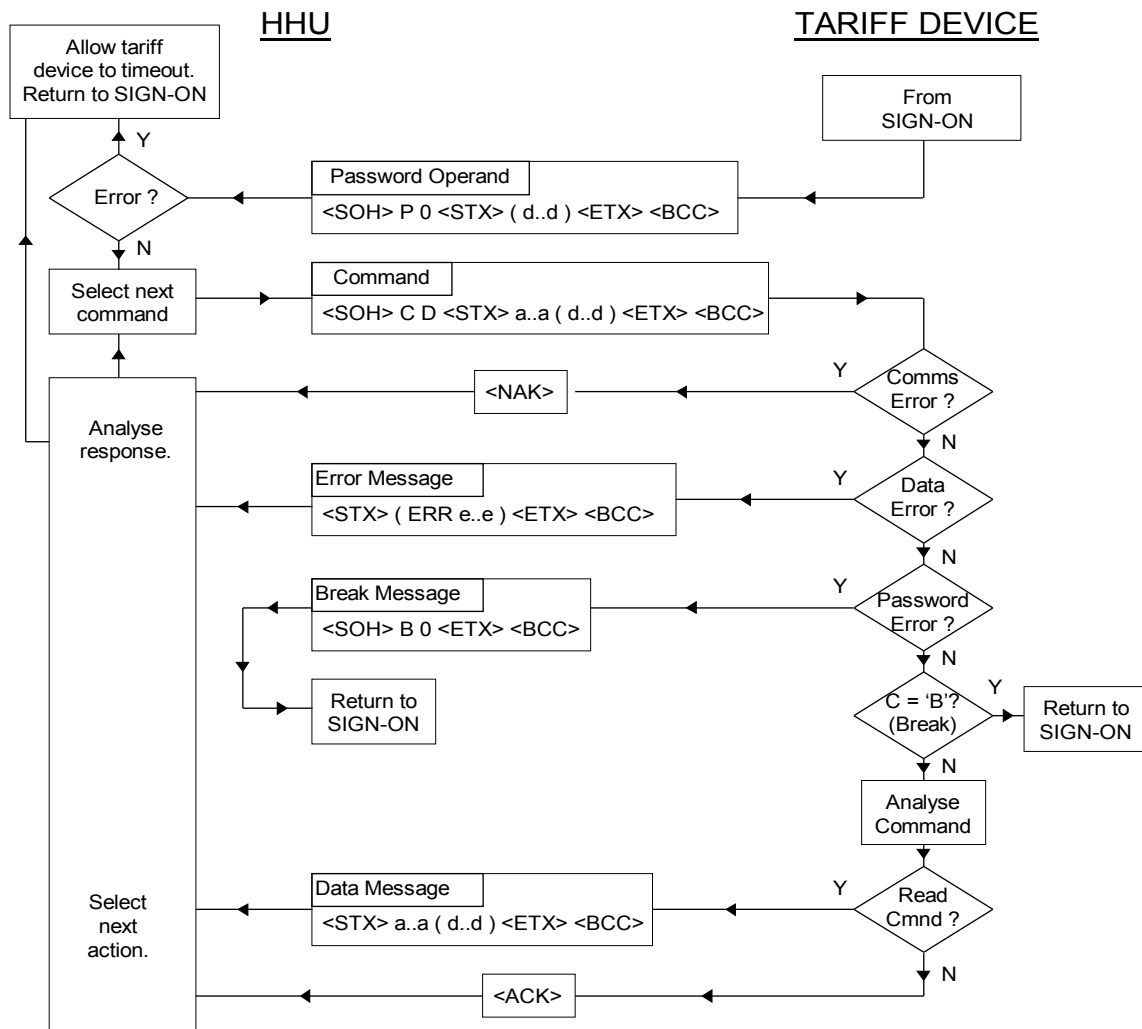 HHU
TARIFF DEVICE
Allow tariff
device to timeout.
Return to SIGN-ON
From
SIGN-ON
Y
Error ?
Password Operand
<SOH> P 0 <STX> ( d..d ) <ETX> <BCC>
N
Select next
command
Command
<SOH> C D <STX> a..a ( d..d ) <ETX> <BCC>
Y
Comms
Error ?
<NAK>
N
Analyse
response.
Error Message
<STX> ( ERR e..e ) <ETX> <BCC>
Y
Data
Error ?
N
Break Message
<SOH> B 0 <ETX> <BCC>
Y
Password
Error ?
N
Return to
SIGN-ON
C = ‘B’?
(Break)
Y
Return to
SIGN-ON
N
Analyse
Command
Data Message
<STX> a..a ( d..d ) <ETX> <BCC>
Y
Read
Cmnd ?
Select
next
action.
N
<ACK>